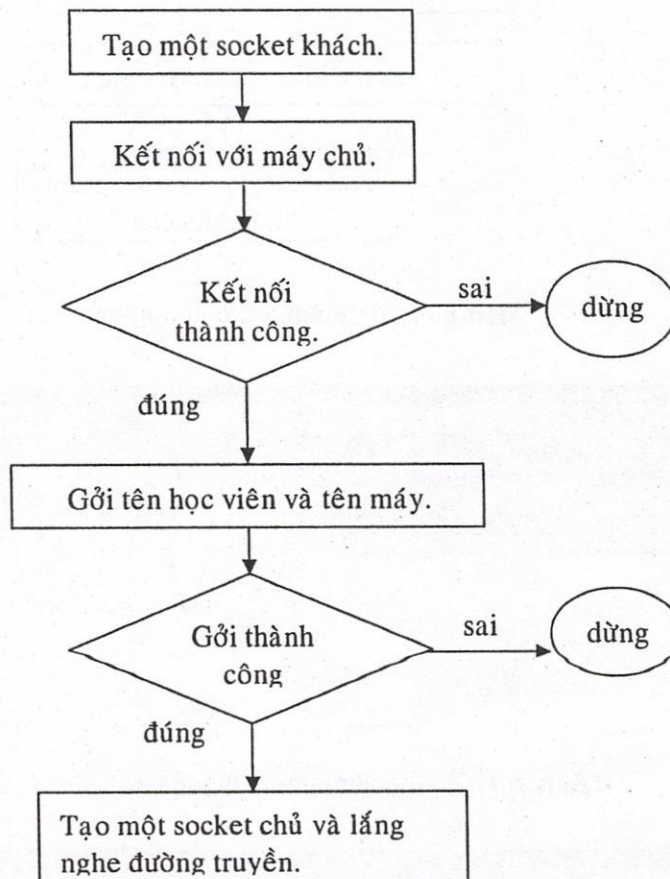 Tạo một socket khách.
Kết nối với máy chủ.
Kết nối
thành công.
sai
dừng
đúng
Gởi tên học viên và tên máy.
Gởi thành
công
sai
dừng
đúng
Tạo một socket chủ và lắng
nghe đường truyền.